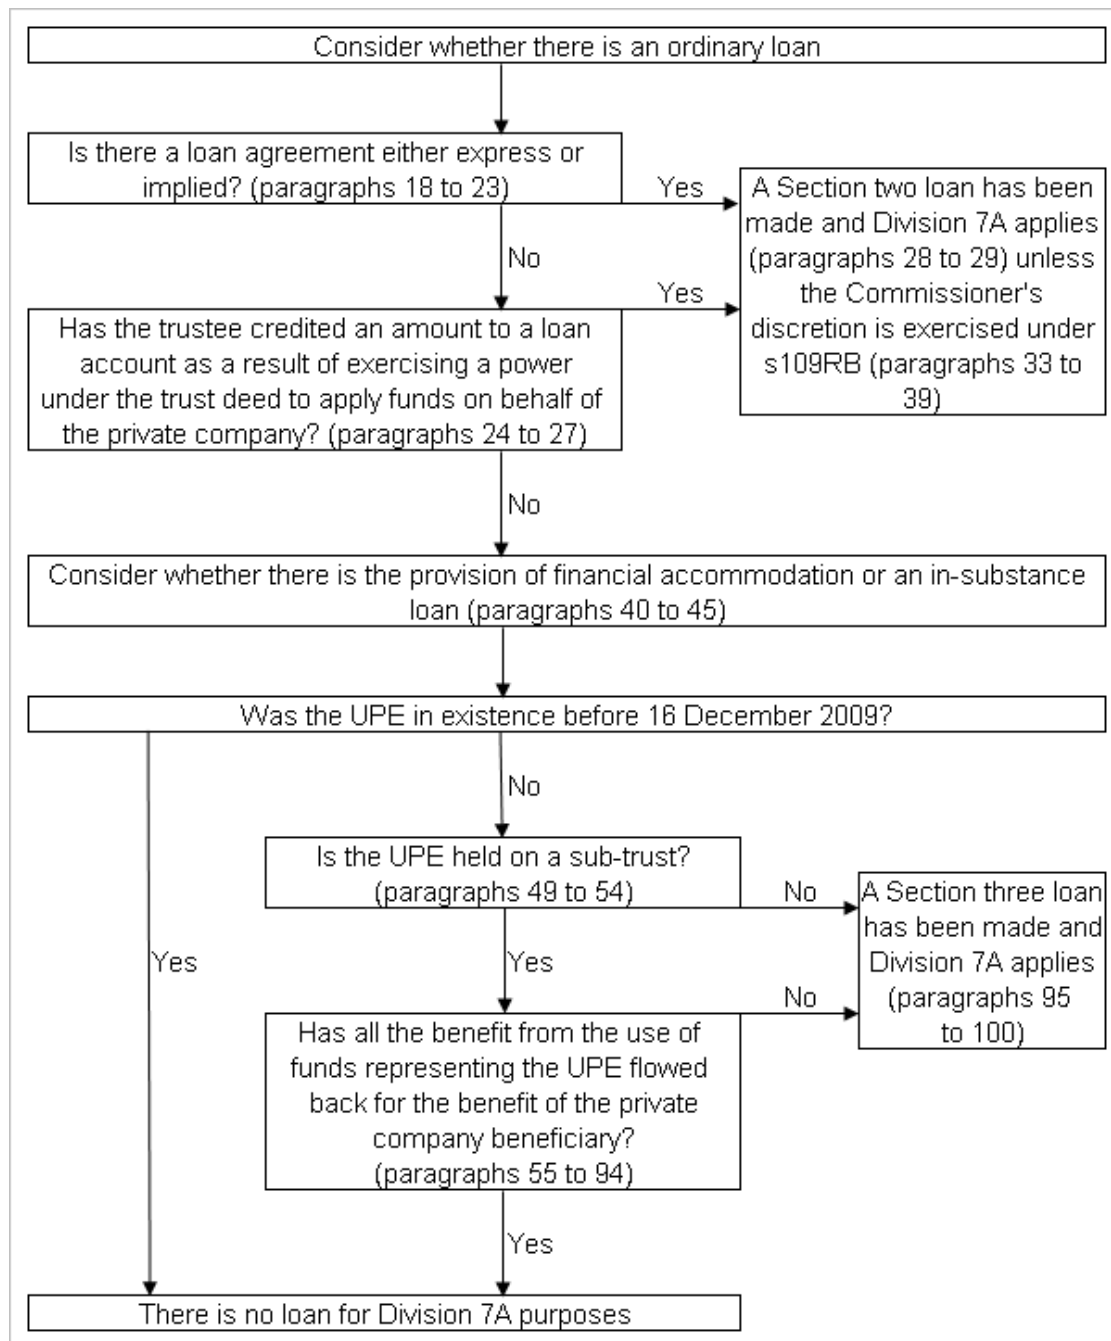 Consider whether there is an ordinary loan
Is there a loan agreement either express or
implied? (paragraphs 18 to 23)
Yes
A Section two loan has been
made and Division 7A applies
(paragraphs 28 to 29) unless
the Commissioner's
discretion is exercised under
s109RB (paragraphs 33 to
39)
No
Yes
Has the trustee credited an amount to a loan
account as a result of exercising a power
under the trust deed to apply funds on behalf of
the private company? (paragraphs 24 to 27)
No
Consider whether there is the provision of financial accommodation or an in-substance
loan (paragraphs 40 to 45)
Was the UPE in existence before 16 December 2009?
No
Is the UPE held on a sub-trust?
(paragraphs 49 to 54)
No
A Section three loan
has been made and
Division 7A applies
(paragraphs 95
to 100)
Yes
Yes
No
Has all the benefit from the use of
funds representing the UPE flowed
back for the benefit of the private
company beneficiary?
(paragraphs 55 to 94)
Yes
There is no loan for Division 7A purposes